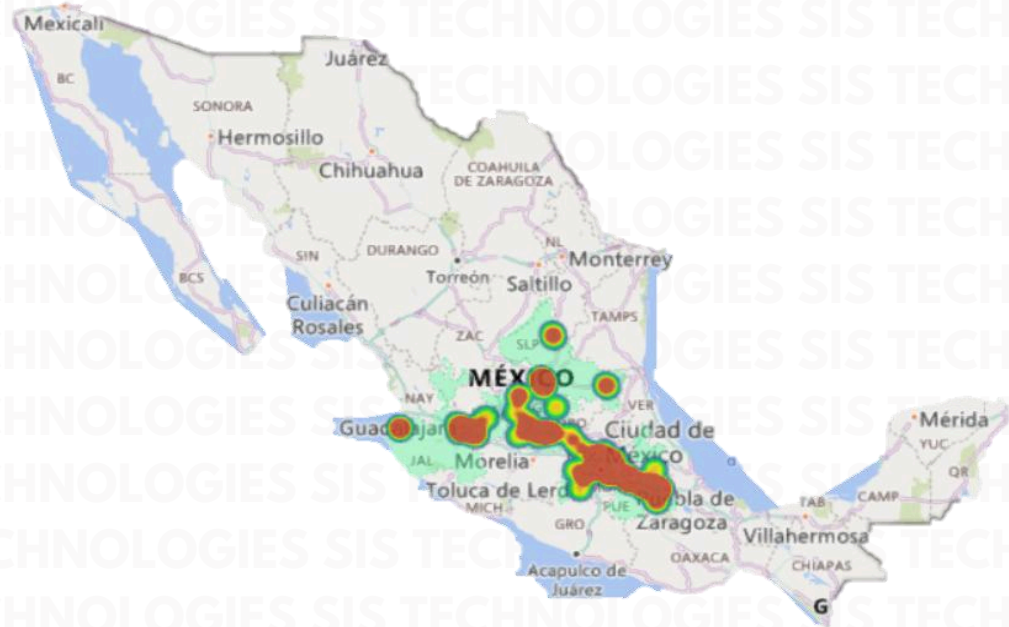 TECHNOLOGIES SIS TECHNOLOGIES SIS TECH
Mexicali
Juárez
BC
SONORA
Hermosillo
Chihuahua
COAHUILA
DE ZARAGOZA
DURANGO
NL
Monterrey
SIN
Torreón
Saltillo
BCS
Culiacán
Rosales
TAMPS
ZAC
SLP
MÉXICO
NAY
VER
Mérida
Guadalajara
Ciudad de
México
YUC
JAL
Morelia
QR
Toluca de Lerd
CAMP
MICH
PUE
Puebla de
Zaragoza
TAB
GRO
Villahermosa
OAXACA
CHIAPAS
Acapulco de
Juárez
G